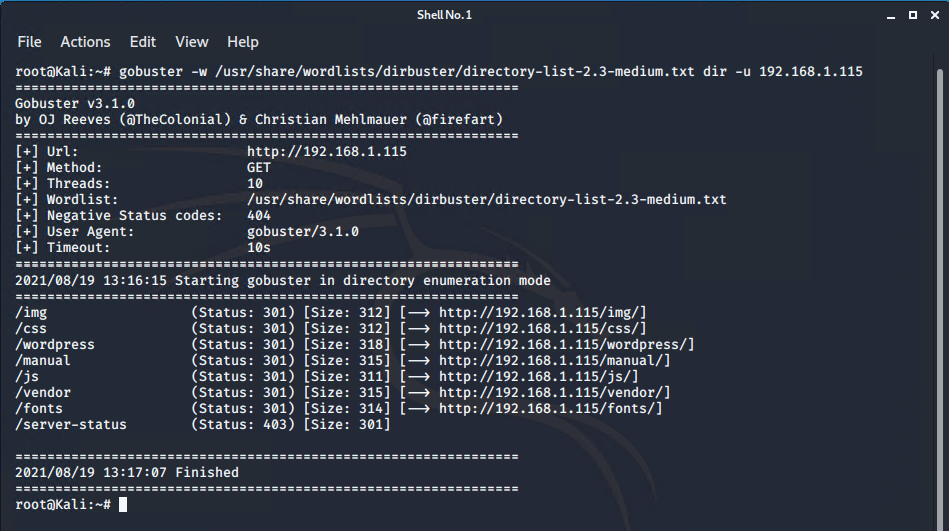 Shell No. 1
File Actions Edit View Help
root@Kali:~# gobuster -w /usr/share/wordlists/dirbuster/directory-list-2.3-medium.txt dir -u 192.168.1.115
===============================================================
Gobuster v3.1.0
by OJ Reeves (@TheColonial) & Christian Mehlmauer (@firefart)
===============================================================
[+] Url: http://192.168.1.115
[+] Method: GET
[+] Threads: 10
[+] Wordlist: /usr/share/wordlists/dirbuster/directory-list-2.3-medium.txt
[+] Negative Status codes: 404
[+] User Agent: gobuster/3.1.0
[+] Timeout: 10s
===============================================================
2021/08/19 13:16:15 Starting gobuster in directory enumeration mode
===============================================================
/img (Status: 301) [Size: 312] [--> http://192.168.1.115/img/]
/css (Status: 301) [Size: 312] [--> http://192.168.1.115/css/]
/wordpress (Status: 301) [Size: 318] [--> http://192.168.1.115/wordpress/]
/manual (Status: 301) [Size: 315] [--> http://192.168.1.115/manual/]
/js (Status: 301) [Size: 311] [--> http://192.168.1.115/js/]
/vendor (Status: 301) [Size: 315] [--> http://192.168.1.115/vendor/]
/fonts (Status: 301) [Size: 314] [--> http://192.168.1.115/fonts/]
/server-status (Status: 403) [Size: 301]
===============================================================
2021/08/19 13:17:07 Finished
===============================================================
root@Kali:~#